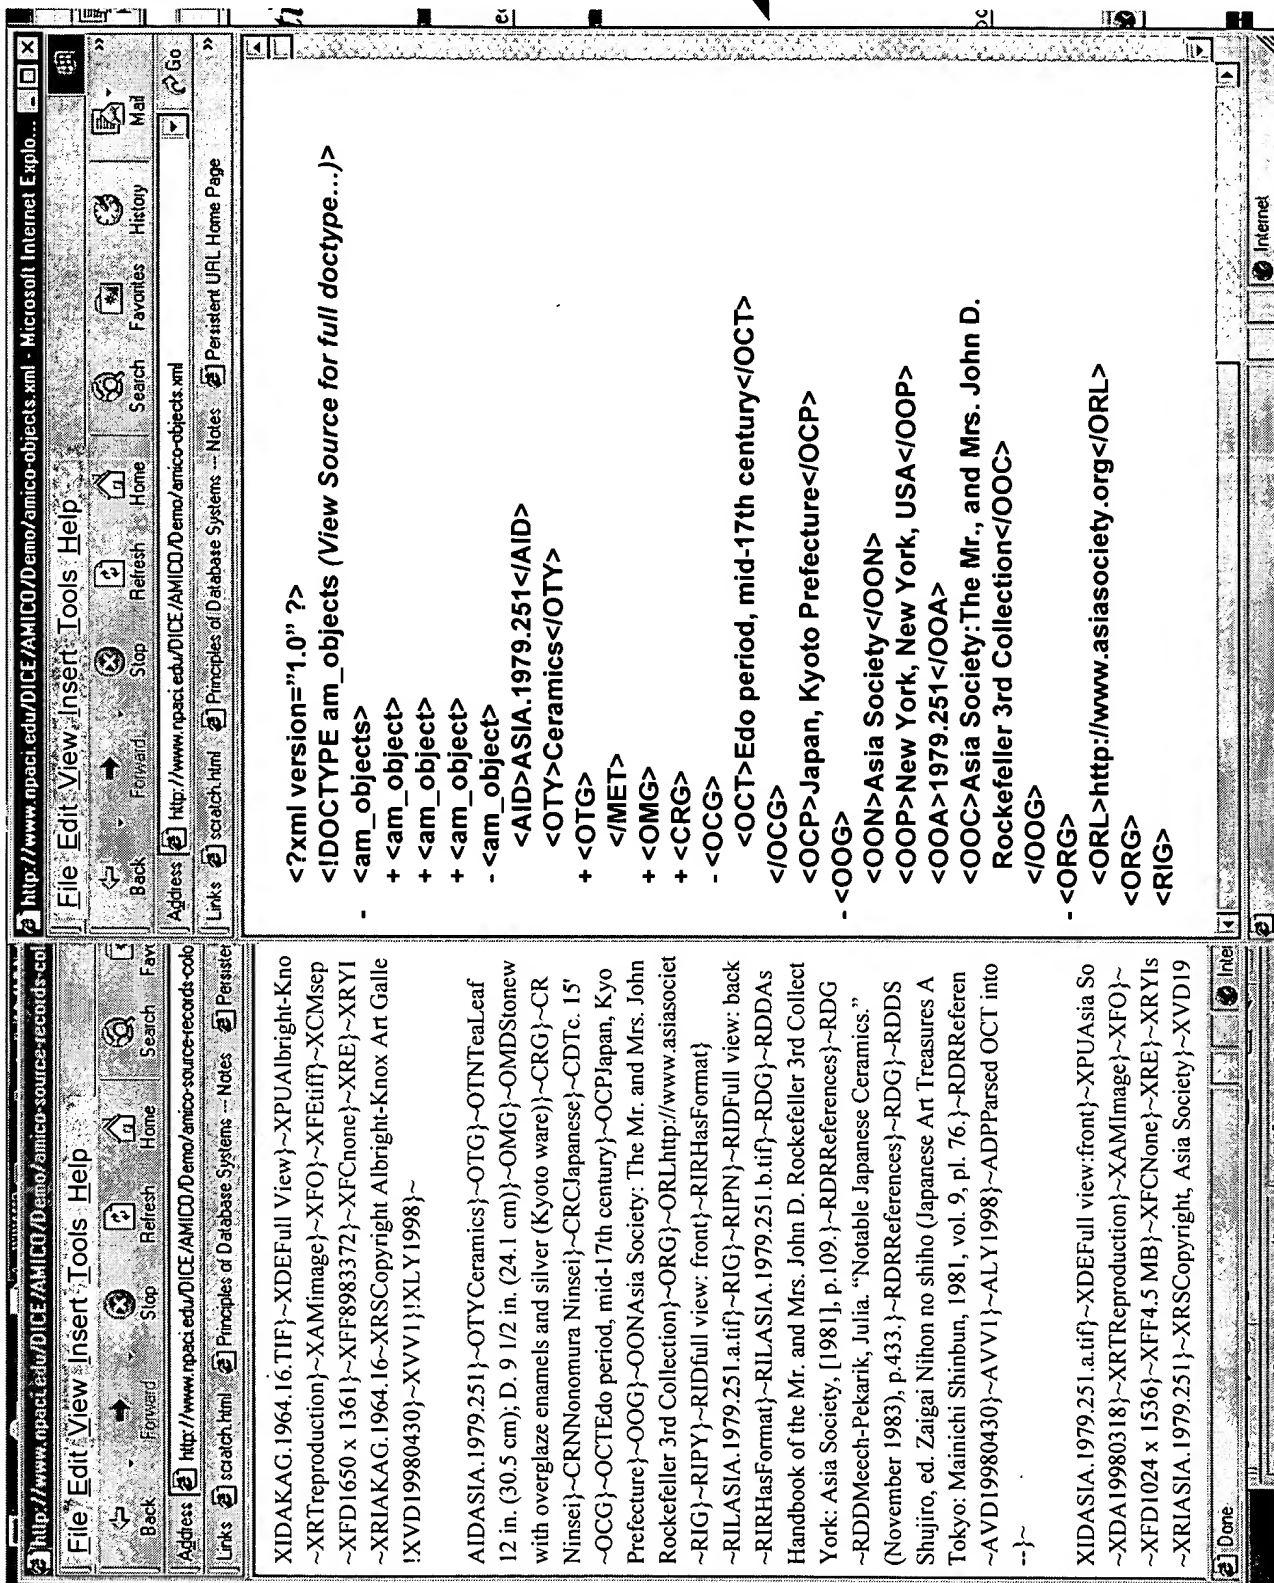 http://www.npaci.edu/DICE/AMICO/Demo/amico-source-records-col
File Edit View Insert Tools Help
Back Forward Stop Refresh Home Search Favo
Address http://www.npaci.edu/DICE/AMICO/Demo/amico-source-records-colo
Links scratch.html Principles of Database Systems -- Notes Persister
XIDAKAG.1964.16.TIF}~XDEFull View}~XPUAlbright-Kno
~XRTreproduction}~XAMimage}~XFO}~XFEtiff}~XCMsep
~XFD1650 x 1361}~XFF8983372}~XFCnone}~XRE}~XRYI
~XRIAKAG.1964.16~XRSCopyright Albright-Knox Art Galle
!XVD19980430}~XVV1}!XLY1998}~
AIDASIA.1979.251}~OTYCeramics}~OTG}~OTNTeaLeaf
12 in. (30.5 cm); D. 9 1/2 in. (24.1 cm)}~OMG}~OMDStonew
with overglaze enamels and silver (Kyoto ware)}~CRG}~CR
Ninsei}~CRNNonomura Ninsei}~CRCJapanese}~CDTc. 15'
~OCG}~OCTEdo period, mid-17th century}~OCPJapan, Kyo
Prefecture}~OOG}~OONAsia Society: The Mr. and Mrs. John
Rockefeller 3rd Collection}~ORG}~ORLhttp://www.asiasociet
~RIG}~RIPY}~RIDfull view: front}~RIRHasFormat}
~RILASIA.1979.251.a.tif}~RIG}~RIPN}~RIDFull view: back
~RIRHasFormat}~RILASIA.1979.251.b.tif}~RDG}~RDDAs
Handbook of the Mr. and Mrs. John D. Rockefeller 3rd Collect
York: Asia Society, [1981], p.109.}~RDRReferences}~RDG
~RDDMeech-Pekarik, Julia. “Notable Japanese Ceramics.”
(November 1983), p.433.}~RDRReferences}~RDG}~RDDS
Shujiro, ed. Zaigai Nihon no shiho (Japanese Art Treasures A
Tokyo: Mainichi Shinbun, 1981, vol. 9, pl. 76.}~RDRReferen
~AVD19980430}~AVV1}~ALY1998}~ADPParsed OCT into
--}~
XIDASIA.1979.251.a.tif}~XDEFull view:front}~XPUAsia So
~XDA19980318}~XRTReproduction}~XAMImage}~XFO}~
~XFD1024 x 1536}~XFF4.5 MB}~XFCNone}~XRE}~XRYIs
~XRIASIA.1979.251}~XRSCopyright, Asia Society}~XVD19
Done
Inter
http://www.npaci.edu/DICE/AMICO/Demo/amico-objects.xml - Microsoft Internet Explo...
File Edit View Insert Tools Help
Back Forward Stop Refresh Home Search Favorites History Mail
Address http://www.npaci.edu/DICE/AMICO/Demo/amico-objects.xml Go
Links scratch.html Principles of Database Systems -- Notes Persistent URL Home Page
<?xml version="1.0” ?>
<!DOCTYPE am_objects (View Source for full doctype...)>
- <am_objects>
+ <am_object>
+ <am_object>
+ <am_object>
- <am_object>
<AID>ASIA.1979.251</AID>
<OTY>Ceramics</OTY>
+ <OTG>
</MET>
+ <OMG>
+ <CRG>
- <OCG>
<OCT>Edo period, mid-17th century</OCT>
</OCG>
<OCP>Japan, Kyoto Prefecture</OCP>
- <OOG>
<OON>Asia Society</OON>
<OOP>New York, New York, USA</OOP>
<OOA>1979.251</OOA>
<OOC>Asia Society:The Mr., and Mrs. John D.
Rockefeller 3rd Collection</OOC>
</OOG>
- <ORG>
<ORL>http://www.asiasociety.org</ORL>
<ORG>
<RIG>
Internet